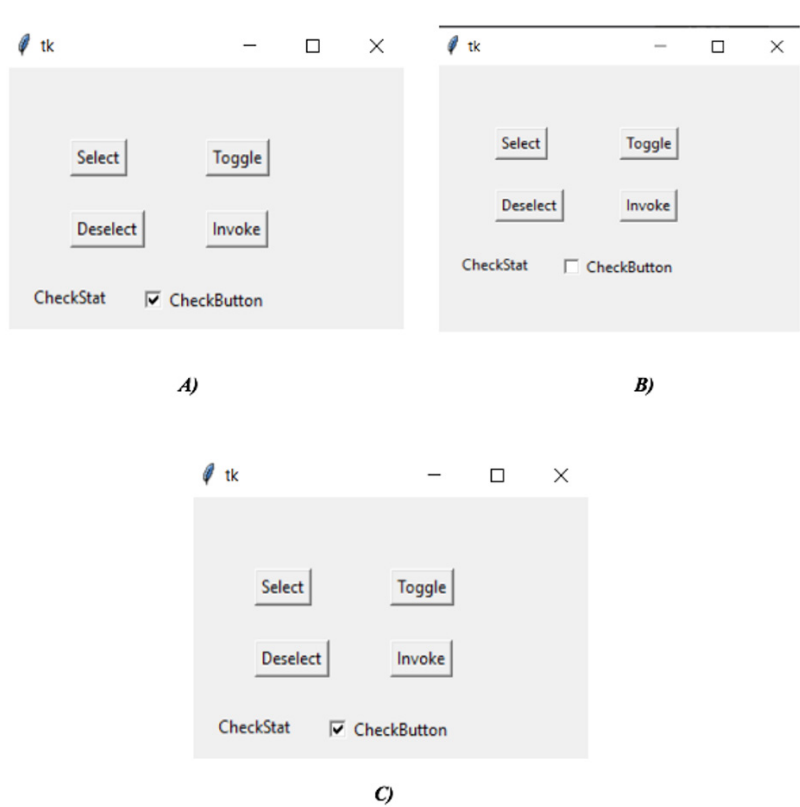 tk
Select Toggle
Deselect Invoke
CheckStat CheckButton
A)
tk
Select Toggle
Deselect Invoke
CheckStat CheckButton
B)
tk
Select Toggle
Deselect Invoke
CheckStat CheckButton
C)